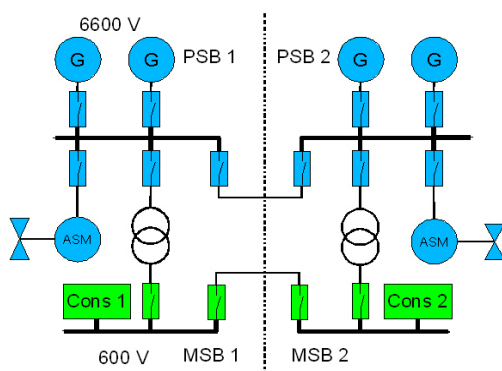 6600 V
G G PSB 1 PSB 2 G G
ASM ASM
Cons 1 Cons 2
600 V MSB 1 MSB 2